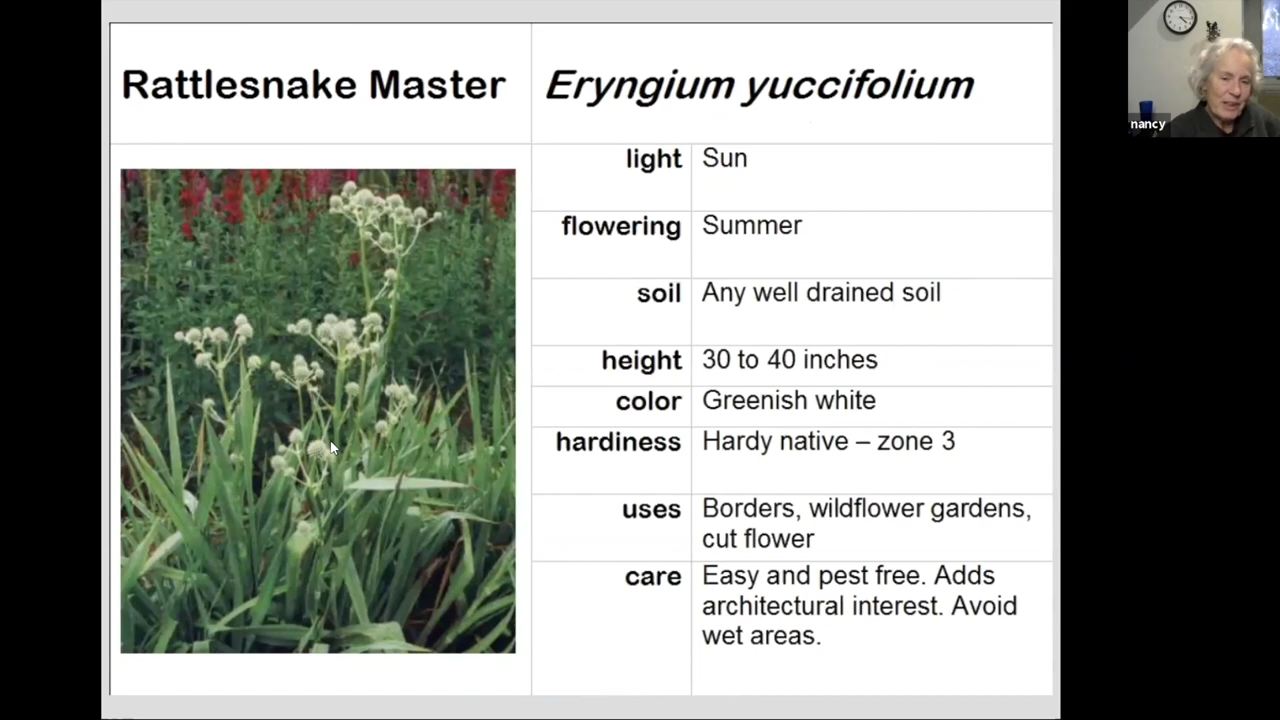 Rattlesnake Master
Eryngium yuccifolium
light Sun
flowering Summer
soil Any well drained soil
height 30 to 40 inches
color Greenish white
hardiness Hardy native – zone 3
uses Borders, wildflower gardens,
cut flower
care Easy and pest free. Adds
architectural interest. Avoid
wet areas.
nancy